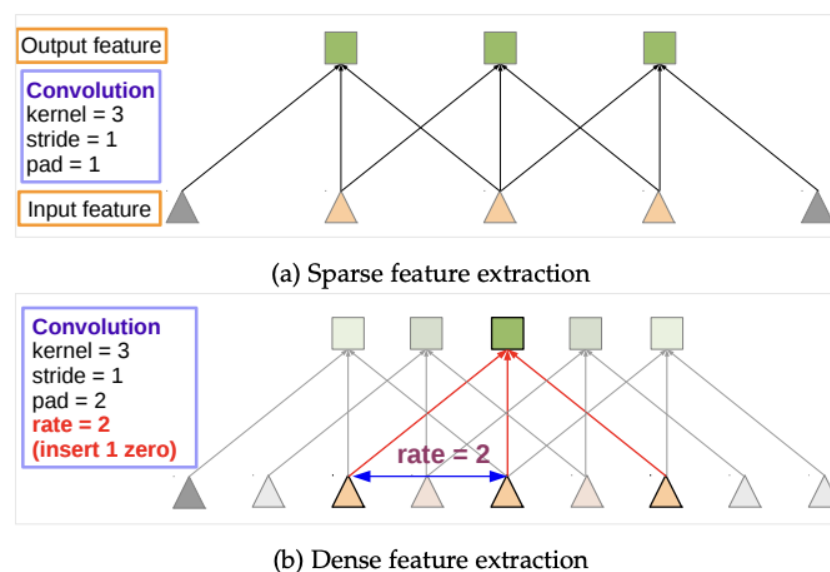 Output feature
Convolution
kernel = 3
stride = 1
pad = 1
Input feature
(a) Sparse feature extraction
Convolution
kernel = 3
stride = 1
pad = 2
rate = 2
(insert 1 zero)
rate = 2
(b) Dense feature extraction